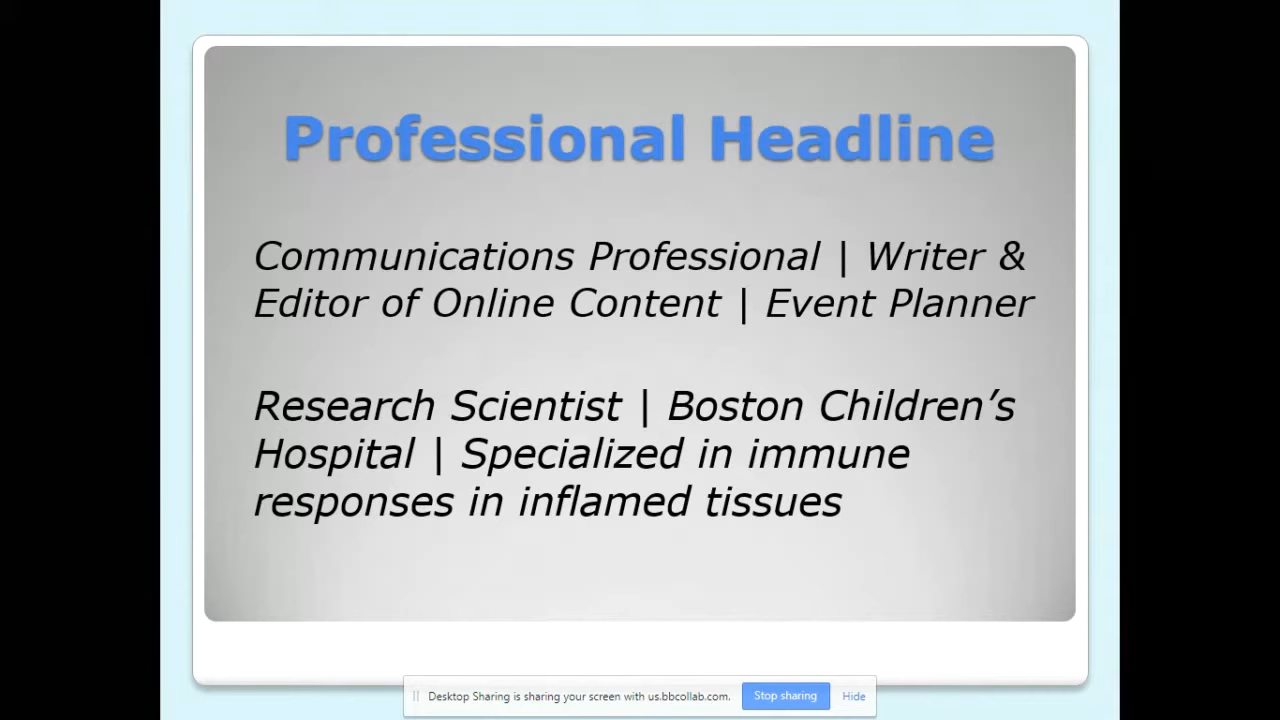 Professional Headline
Communications Professional | Writer &
Editor of Online Content | Event Planner
Research Scientist | Boston Children’s
Hospital | Specialized in immune
responses in inflamed tissues
Desktop Sharing is sharing your screen with us.bbcollab.com. Stop sharing Hide